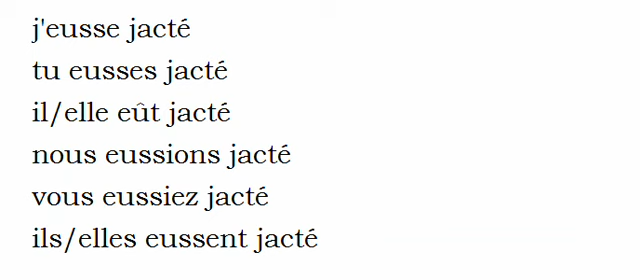 j'eusse jacté
tu eusses jacté
il/elle eût jacté
nous eussions jacté
vous eussiez jacté
ils/elles eussent jacté